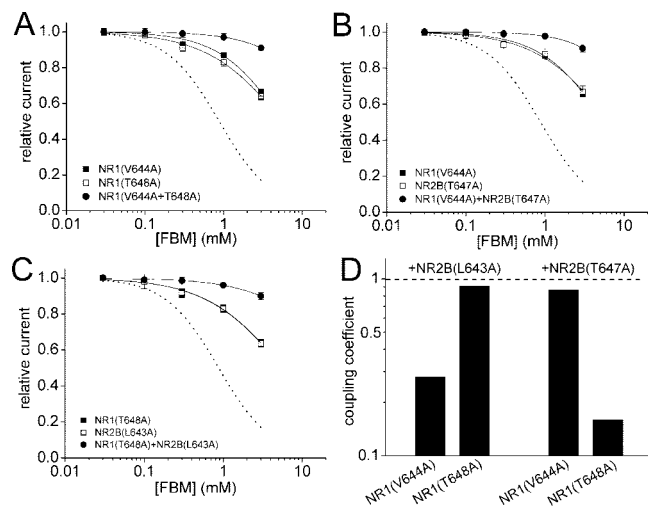 A
relative current
1.0
0.8
0.6
0.4
0.2
0.0
NR1(V644A)
NR1(T648A)
NR1(V644A+T648A)
0.01 0.1 1 10
[FBM] (mM)
B
relative current
1.0
0.8
0.6
0.4
0.2
0.0
NR1(V644A)
NR2B(T647A)
NR1(V644A)+NR2B(T647A)
0.01 0.1 1 10
[FBM] (mM)
C
relative current
1.0
0.8
0.6
0.4
0.2
0.0
NR1(T648A)
NR2B(L643A)
NR1(T648A)+NR2B(L643A)
0.01 0.1 1 10
[FBM] (mM)
D
coupling coefficient
1
0.5
0.1
+NR2B(L643A) +NR2B(T647A)
NR1(V644A) NR1(T648A) NR1(V644A) NR1(T648A)